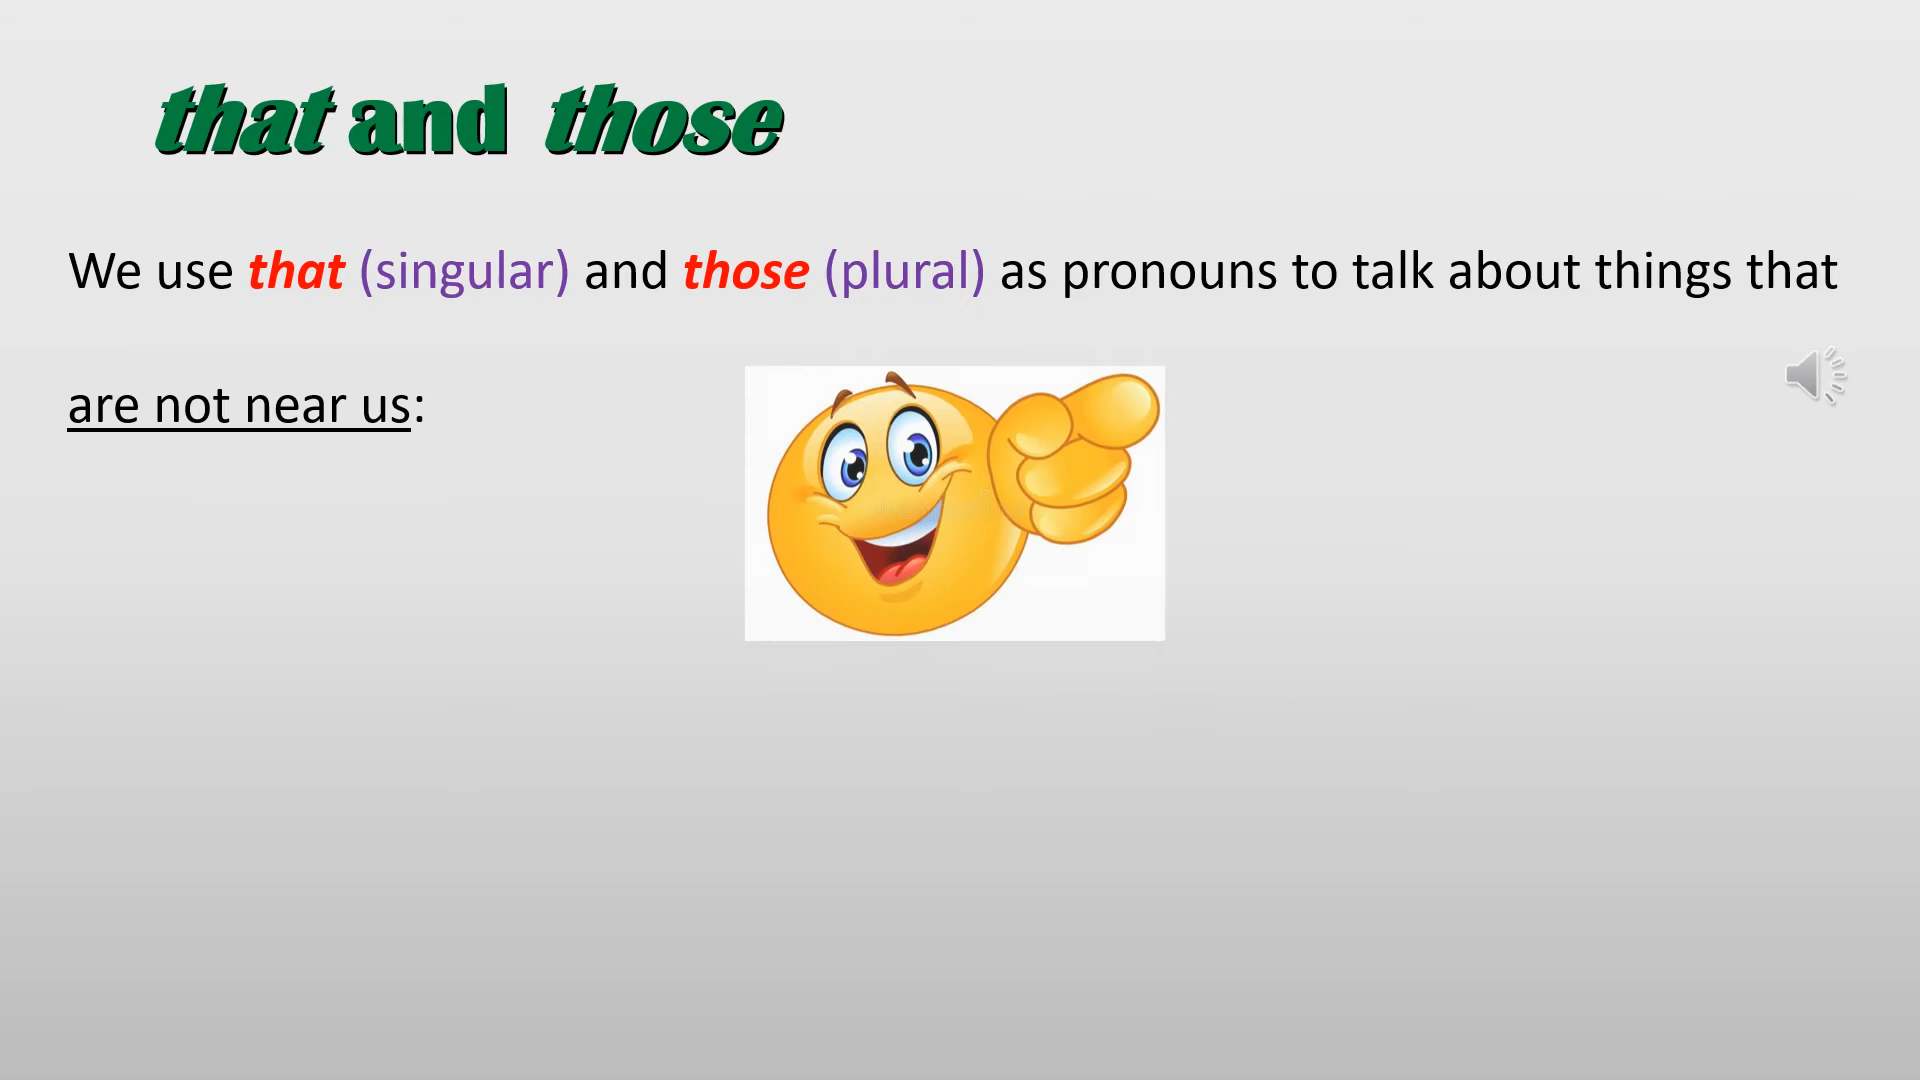 that and those
We use that (singular) and those (plural) as pronouns to talk about things that
are not near us: